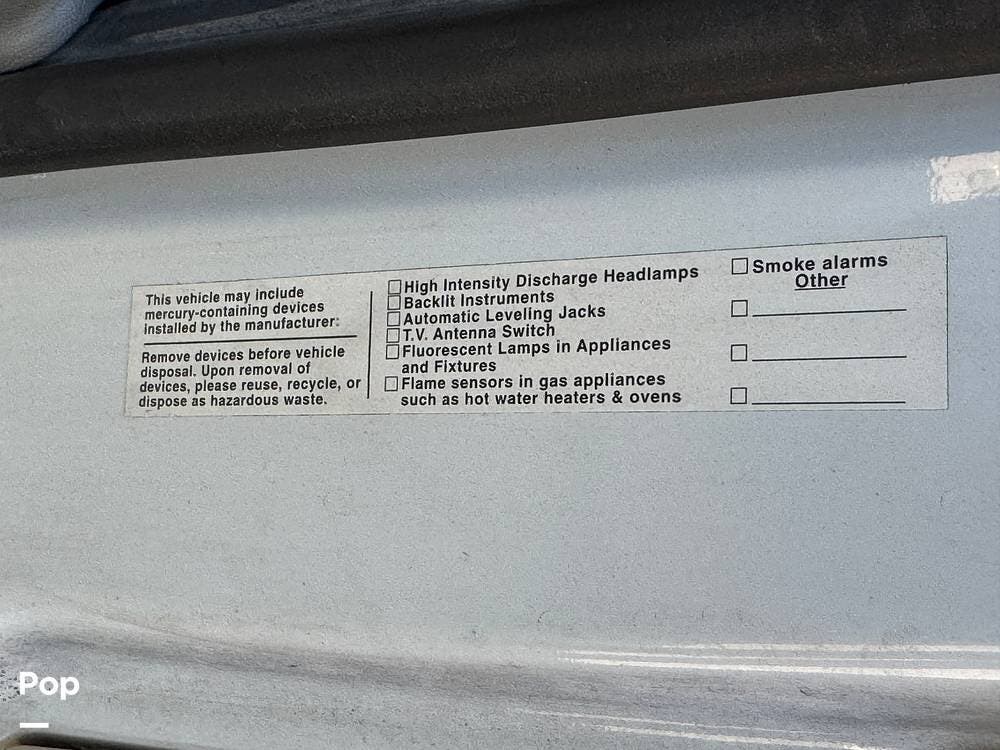 This vehicle may include
mercury-containing devices
installed by the manufacturer:
Remove devices before vehicle
disposal. Upon removal of
devices, please reuse, recycle, or
dispose as hazardous waste.
High Intensity Discharge Headlamps
Backlit Instruments
Automatic Leveling Jacks
T.V. Antenna Switch
Fluorescent Lamps in Appliances
and Fixtures
Flame sensors in gas appliances
such as hot water heaters & ovens
Smoke alarms
Other
Pop